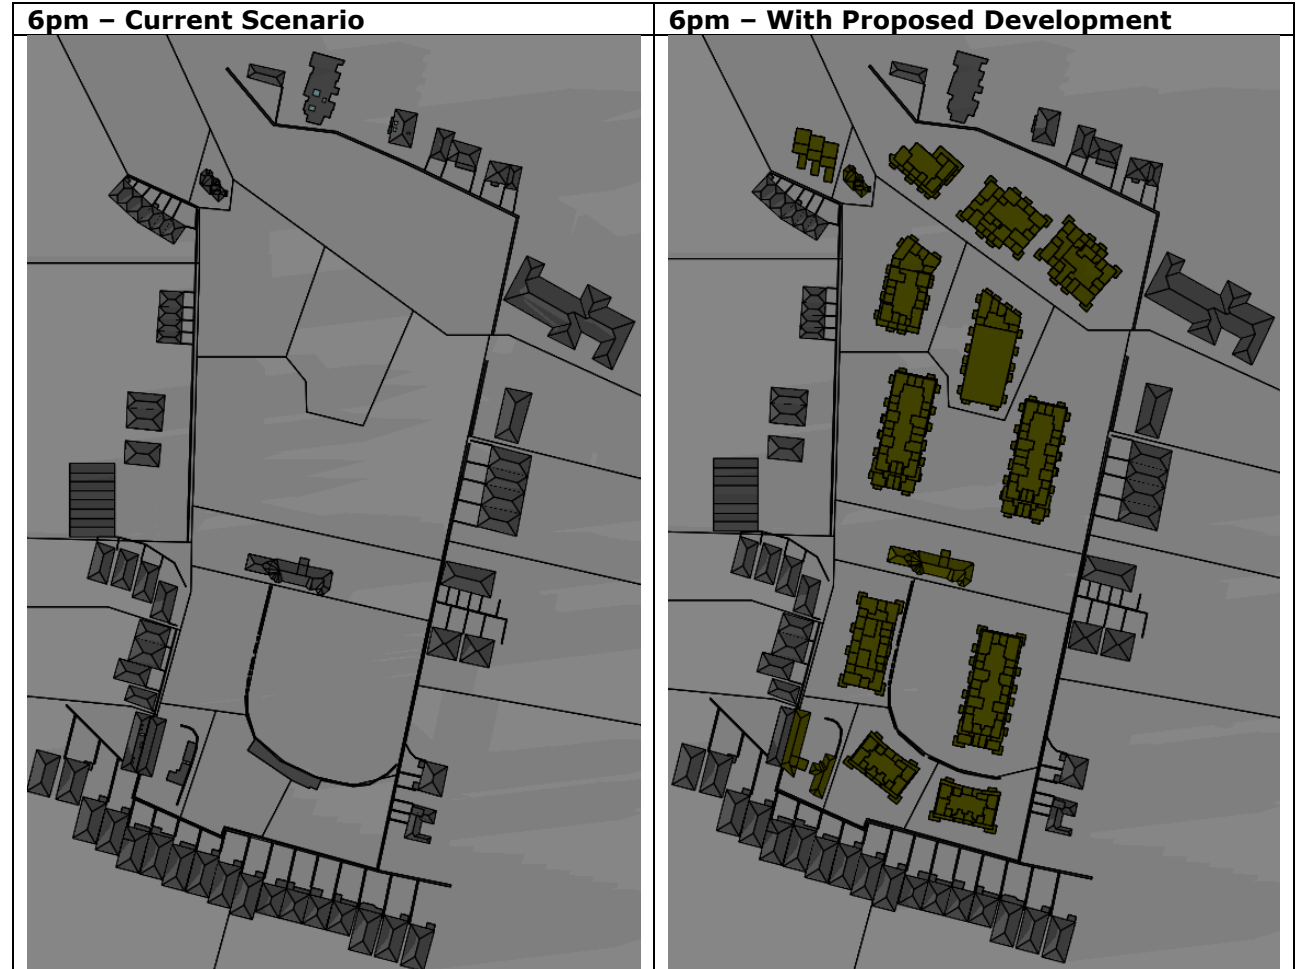 6pm – Current Scenario
6pm – With Proposed Development